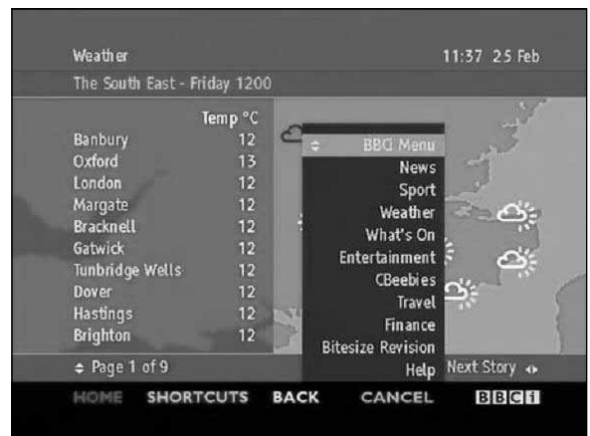 Weather 11:37 25 Feb
The South East - Friday 1200
Temp °C
Banbury 12
Oxford 13
London 12
Margate 12
Bracknell 12
Gatwick 12
Tunbridge Wells 12
Dover 12
Hastings 12
Brighton 12
BBCi Menu
News
Sport
Weather
What's On
Entertainment
CBeebies
Travel
Finance
Bitesize Revision
Help
Page 1 of 9 Next Story
HOME SHORTCUTS BACK CANCEL BBCi